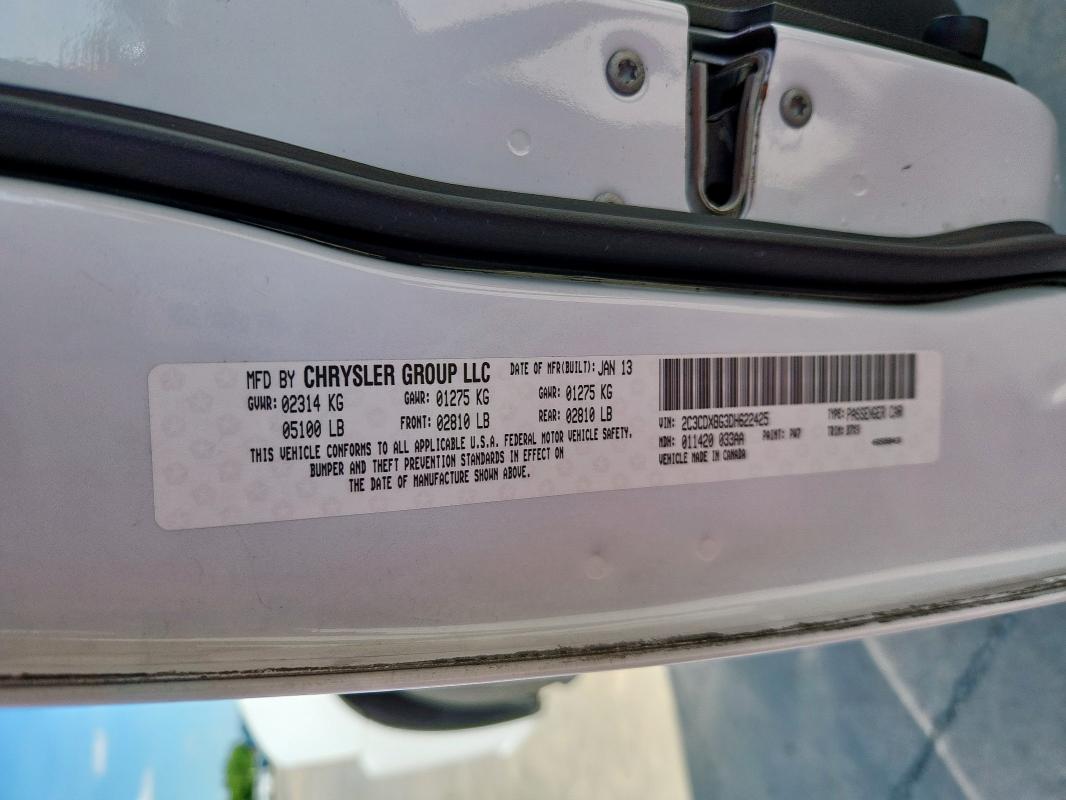 MFD BY CHRYSLER GROUP LLC DATE OF MFR(BUILT): JAN 13
GVWR: 02314 KG GAWR: 01275 KG GAWR: 01275 KG
05100 LB FRONT: 02810 LB REAR: 02810 LB
THIS VEHICLE CONFORMS TO ALL APPLICABLE U.S.A. FEDERAL MOTOR VEHICLE SAFETY,
BUMPER AND THEFT PREVENTION STANDARDS IN EFFECT ON
THE DATE OF MANUFACTURE SHOWN ABOVE.
VIN: 2C3CDXBG3DH622425 TYPE: PASSENGER CAR
MDH: 011420 033AA PAINT: PW7 TRIM:
VEHICLE MADE IN CANADA